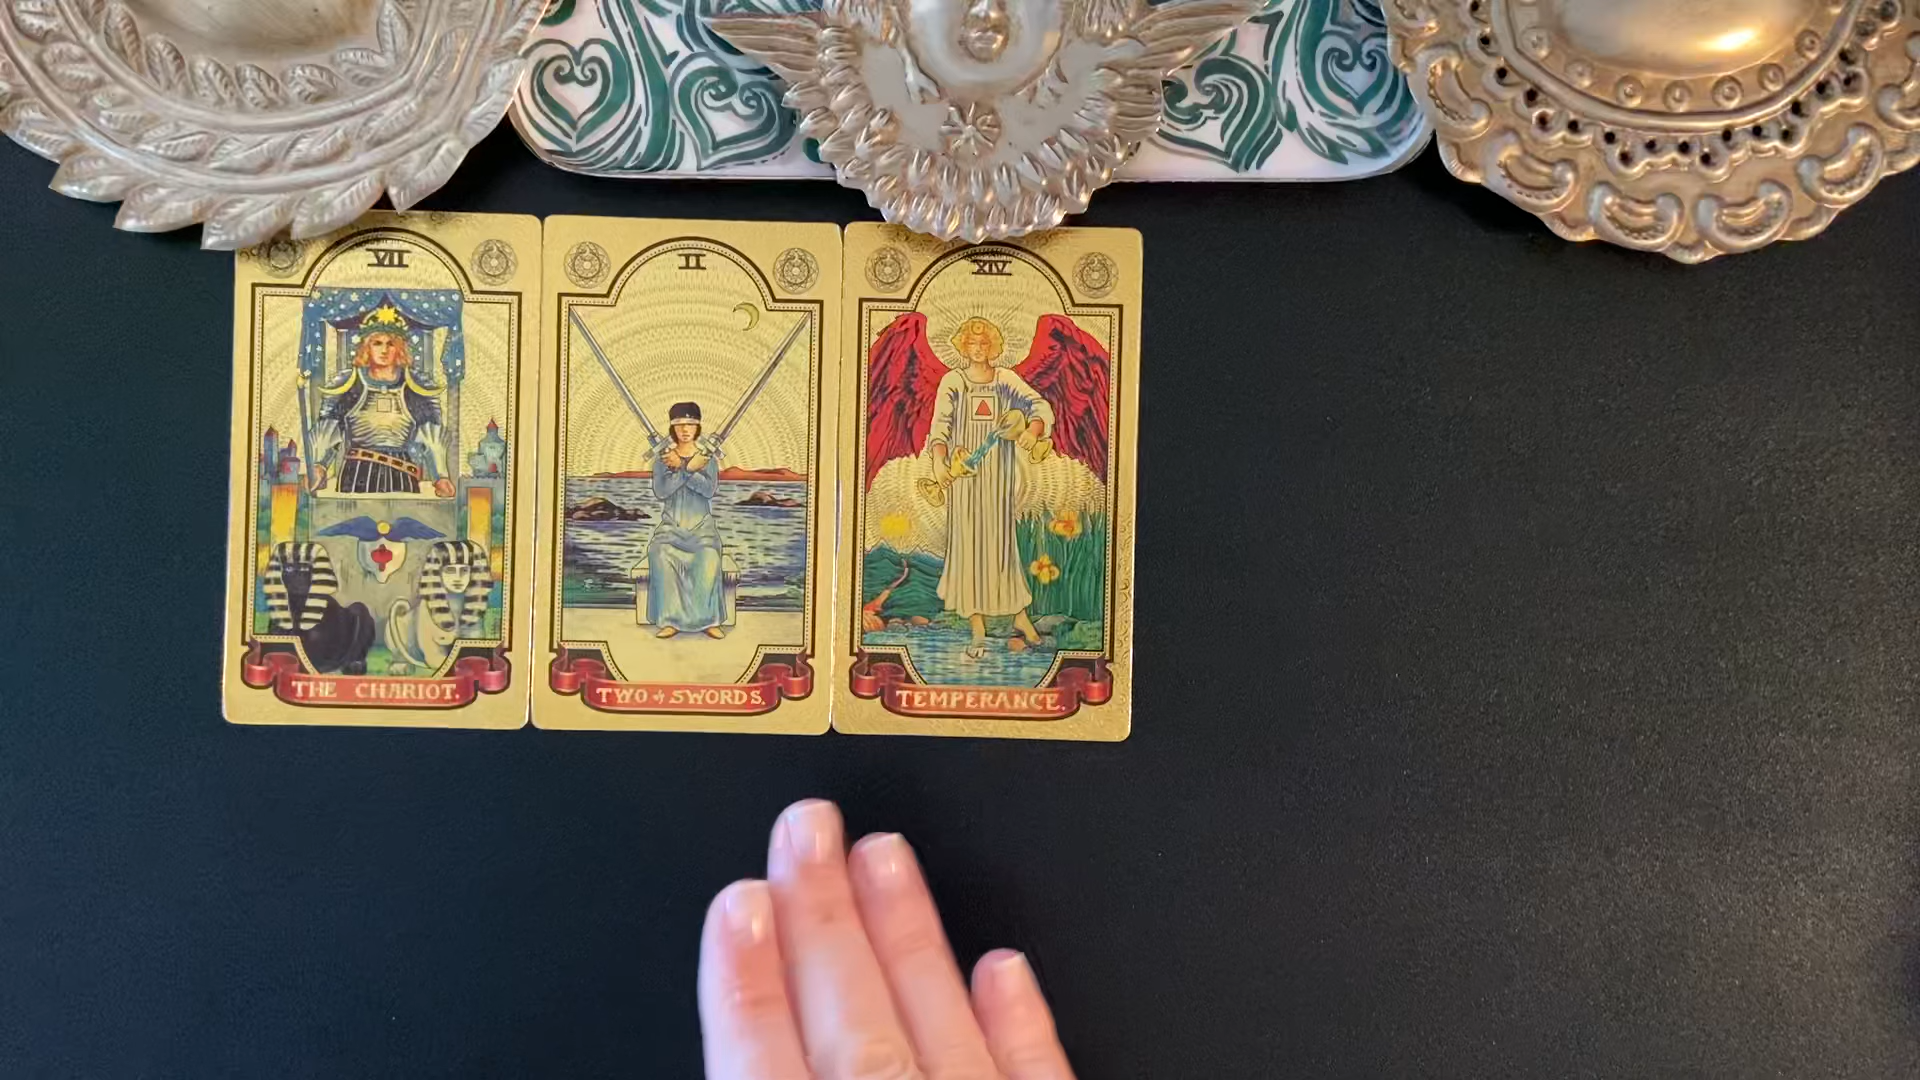 VII
II
XIV
THE CHARIOT.
TWO of SWORDS.
TEMPERANCE.